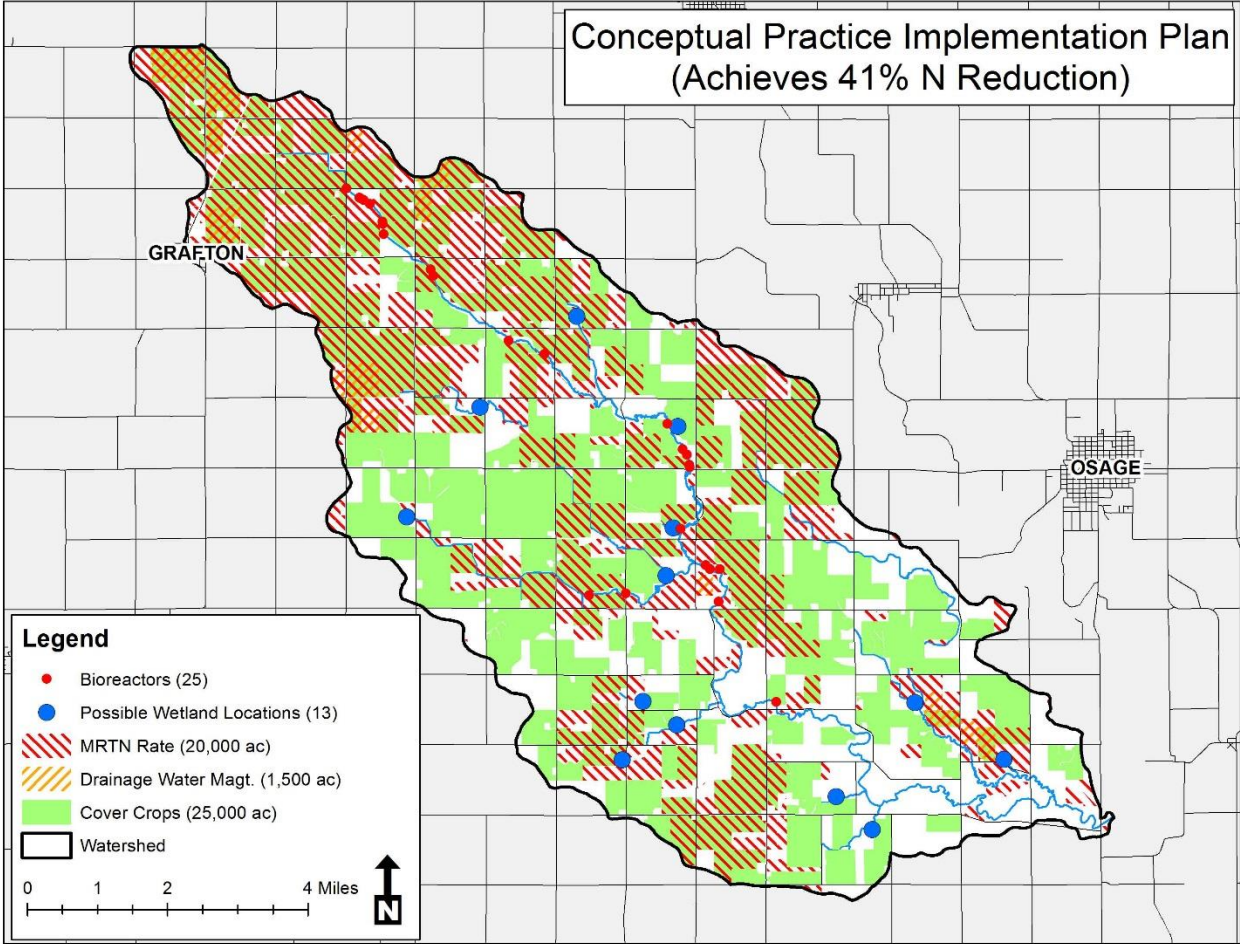 Conceptual Practice Implementation Plan
(Achieves 41% N Reduction)
GRAFTON
OSAGE
Legend
Bioreactors (25)
Possible Wetland Locations (13)
MRTN Rate (20,000 ac)
Drainage Water Magt. (1,500 ac)
Cover Crops (25,000 ac)
Watershed
0 1 2 4 Miles
N